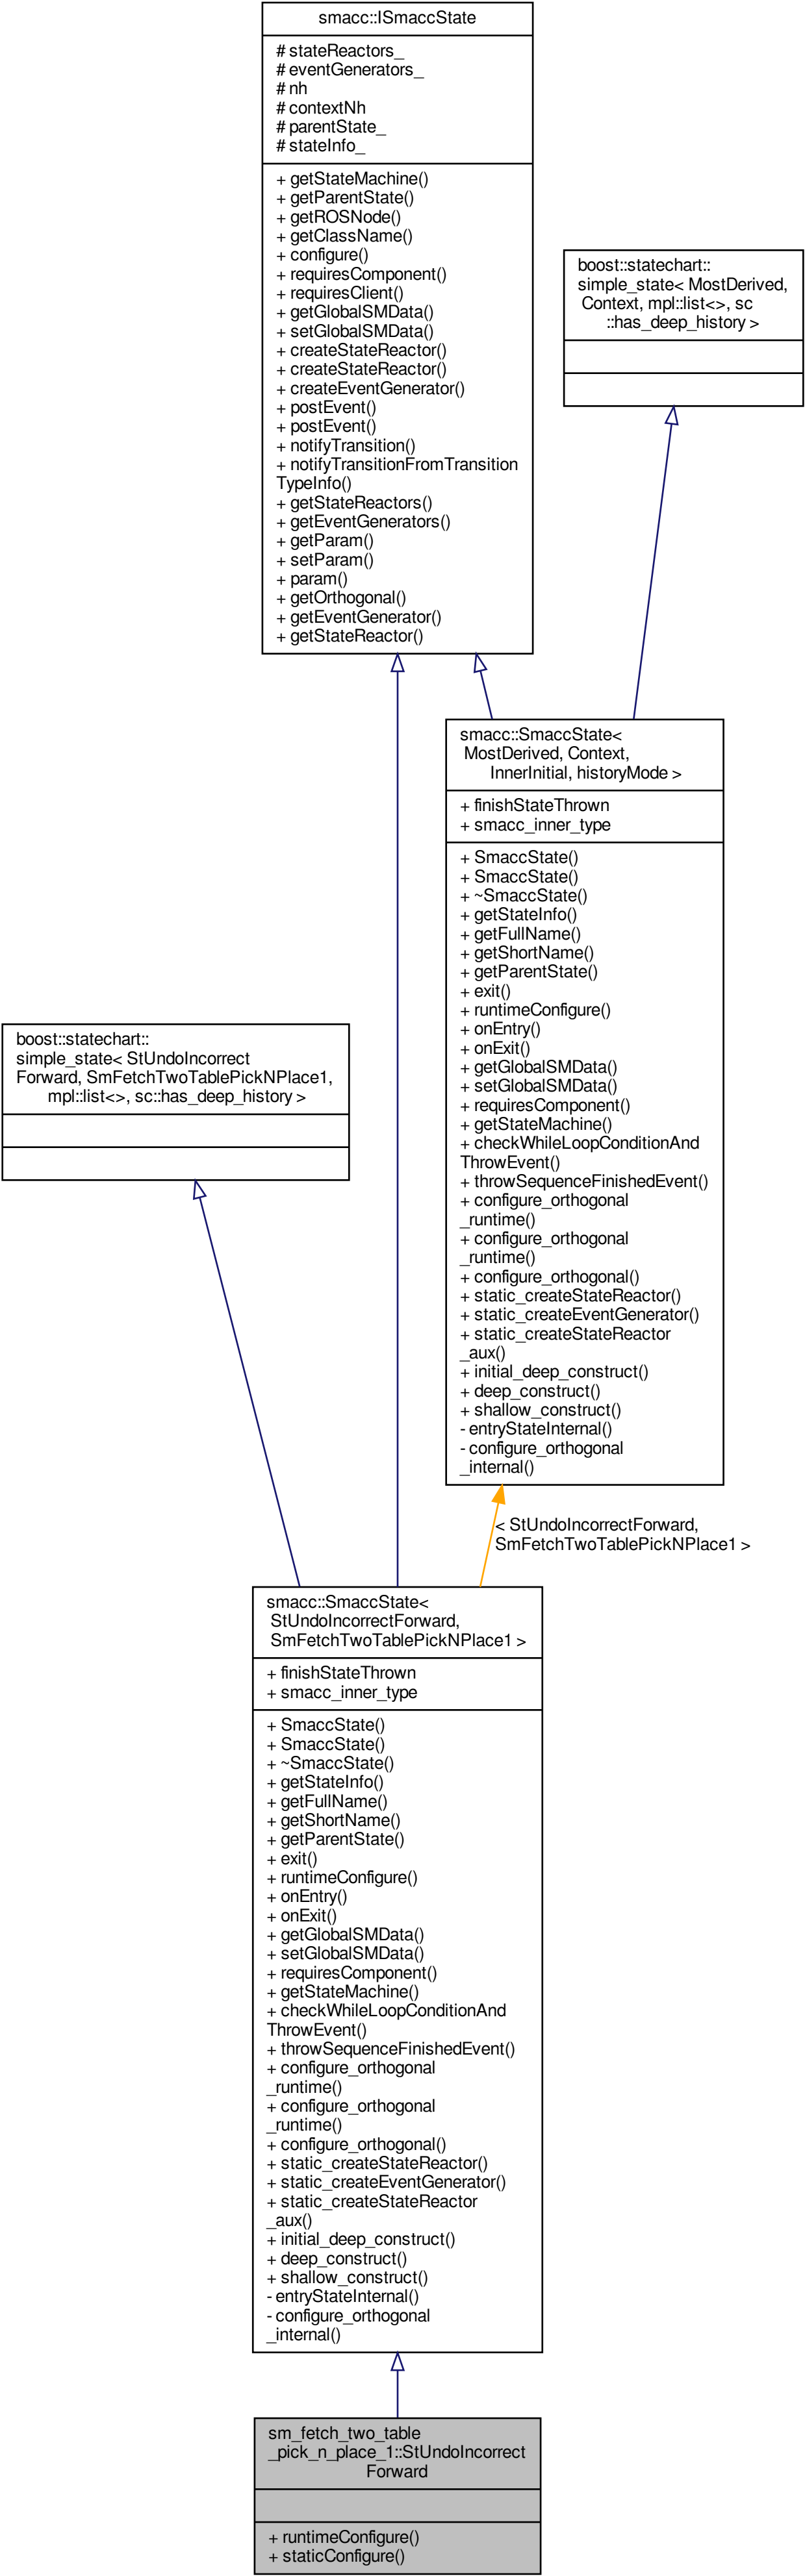 smacc::ISmaccState
# stateReactors_
# eventGenerators_
# nh
# contextNh
# parentState_
# stateInfo_
+ getStateMachine()
+ getParentState()
+ getROSNode()
+ getClassName()
+ configure()
+ requiresComponent()
+ requiresClient()
+ getGlobalSMData()
+ setGlobalSMData()
+ createStateReactor()
+ createStateReactor()
+ createEventGenerator()
+ postEvent()
+ postEvent()
+ notifyTransition()
+ notifyTransitionFromTransition
TypeInfo()
+ getStateReactors()
+ getEventGenerators()
+ getParam()
+ setParam()
+ param()
+ getOrthogonal()
+ getEventGenerator()
+ getStateReactor()
boost::statechart::
simple_state< MostDerived,
Context, mpl::list<>, sc
::has_deep_history >
smacc::SmaccState<
MostDerived, Context,
InnerInitial, historyMode >
+ finishStateThrown
+ smacc_inner_type
+ SmaccState()
+ SmaccState()
+ ~SmaccState()
+ getStateInfo()
+ getFullName()
+ getShortName()
+ getParentState()
+ exit()
+ runtimeConfigure()
+ onEntry()
+ onExit()
+ getGlobalSMData()
+ setGlobalSMData()
+ requiresComponent()
+ getStateMachine()
+ checkWhileLoopConditionAnd
ThrowEvent()
+ throwSequenceFinishedEvent()
+ configure_orthogonal
_runtime()
+ configure_orthogonal
_runtime()
+ configure_orthogonal()
+ static_createStateReactor()
+ static_createEventGenerator()
+ static_createStateReactor
_aux()
+ initial_deep_construct()
+ deep_construct()
+ shallow_construct()
- entryStateInternal()
- configure_orthogonal
_internal()
boost::statechart::
simple_state< StUndoIncorrect
Forward, SmFetchTwoTablePickNPlace1,
mpl::list<>, sc::has_deep_history >
< StUndoIncorrectForward,
SmFetchTwoTablePickNPlace1 >
smacc::SmaccState<
StUndoIncorrectForward,
SmFetchTwoTablePickNPlace1 >
+ finishStateThrown
+ smacc_inner_type
+ SmaccState()
+ SmaccState()
+ ~SmaccState()
+ getStateInfo()
+ getFullName()
+ getShortName()
+ getParentState()
+ exit()
+ runtimeConfigure()
+ onEntry()
+ onExit()
+ getGlobalSMData()
+ setGlobalSMData()
+ requiresComponent()
+ getStateMachine()
+ checkWhileLoopConditionAnd
ThrowEvent()
+ throwSequenceFinishedEvent()
+ configure_orthogonal
_runtime()
+ configure_orthogonal
_runtime()
+ configure_orthogonal()
+ static_createStateReactor()
+ static_createEventGenerator()
+ static_createStateReactor
_aux()
+ initial_deep_construct()
+ deep_construct()
+ shallow_construct()
- entryStateInternal()
- configure_orthogonal
_internal()
sm_fetch_two_table
_pick_n_place_1::StUndoIncorrect
Forward
+ runtimeConfigure()
+ staticConfigure()